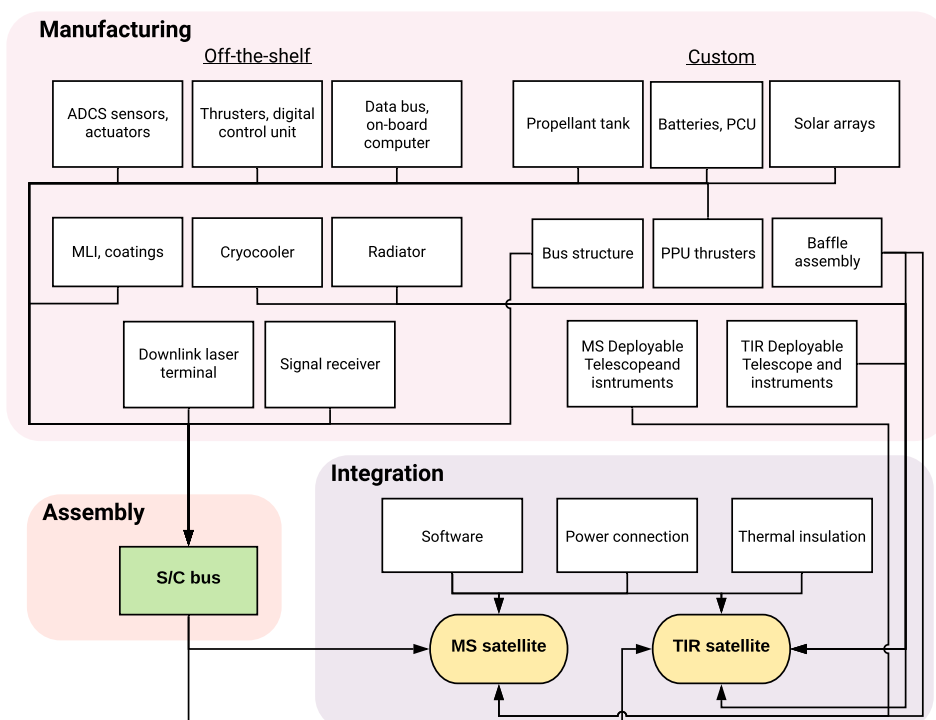 Manufacturing
Off-the-shelf
Custom
ADCS sensors,
actuators
Thrusters, digital
control unit
Data bus,
on-board
computer
Propellant tank
Batteries, PCU
Solar arrays
MLI, coatings
Cryocooler
Radiator
Bus structure
PPU thrusters
Baffle
assembly
Downlink laser
terminal
Signal receiver
MS Deployable
Telescopeand
isntruments
TIR Deployable
Telescope and
instruments
Integration
Assembly
Software
Power connection
Thermal insulation
S/C bus
MS satellite
TIR satellite